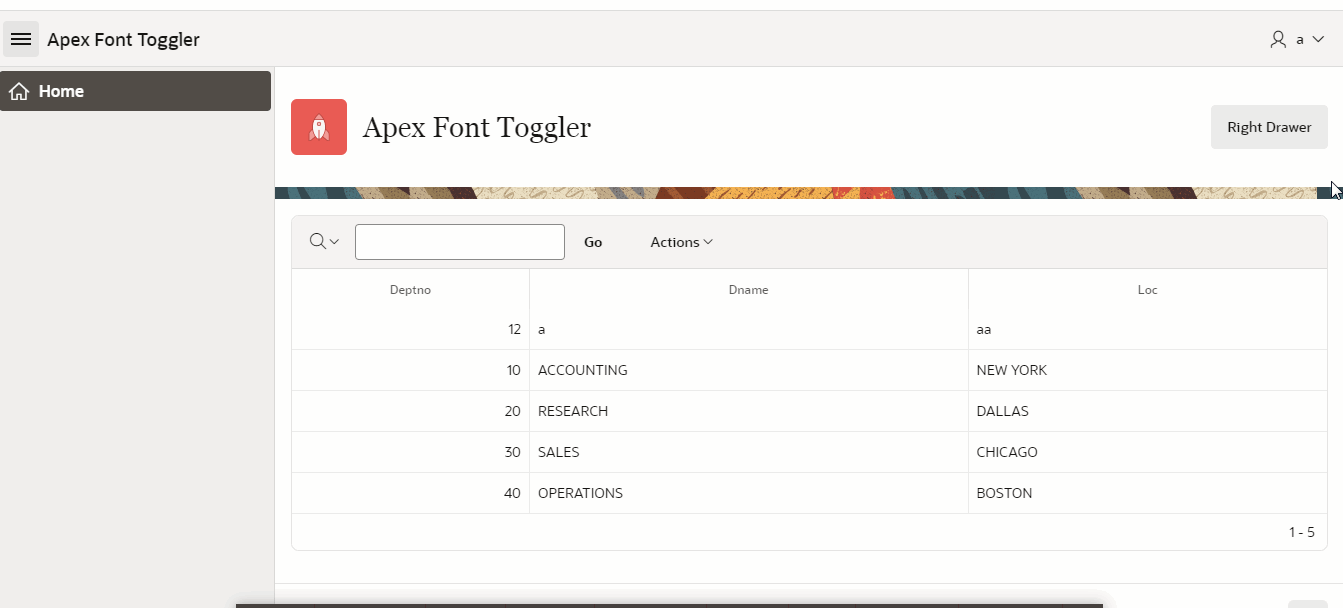 Apex Font Toggler
a
Home
Apex Font Toggler
Right Drawer
Go
Actions
Deptno Dname Loc
12 a aa
10 ACCOUNTING NEW YORK
20 RESEARCH DALLAS
30 SALES CHICAGO
40 OPERATIONS BOSTON
1 - 5